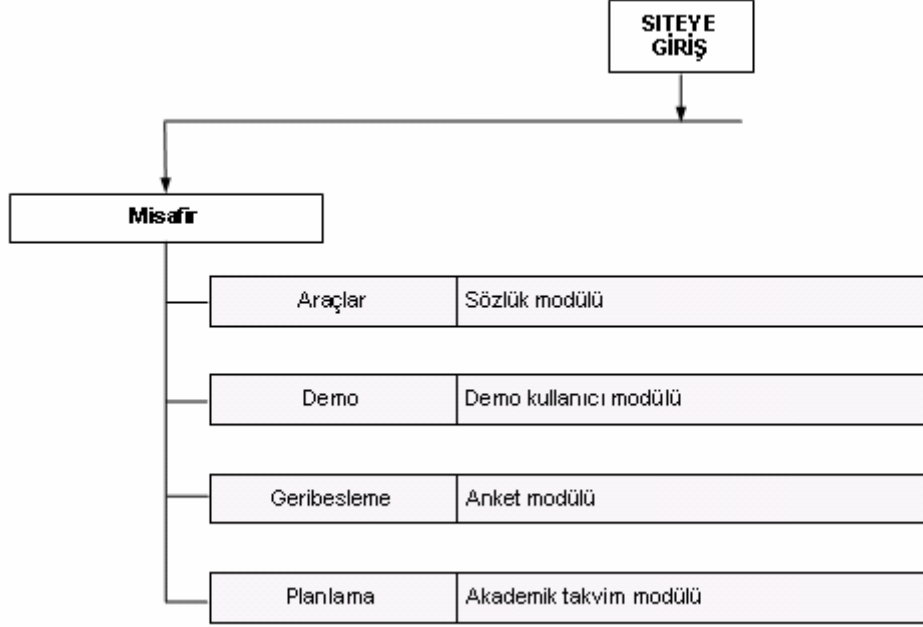 SITEYE
GİRİŞ
Misafir
Araçlar Sözlük modülü
Demo Demo kullanıcı modülü
Geribesleme Anket modülü
Planlama Akademik takvim modülü